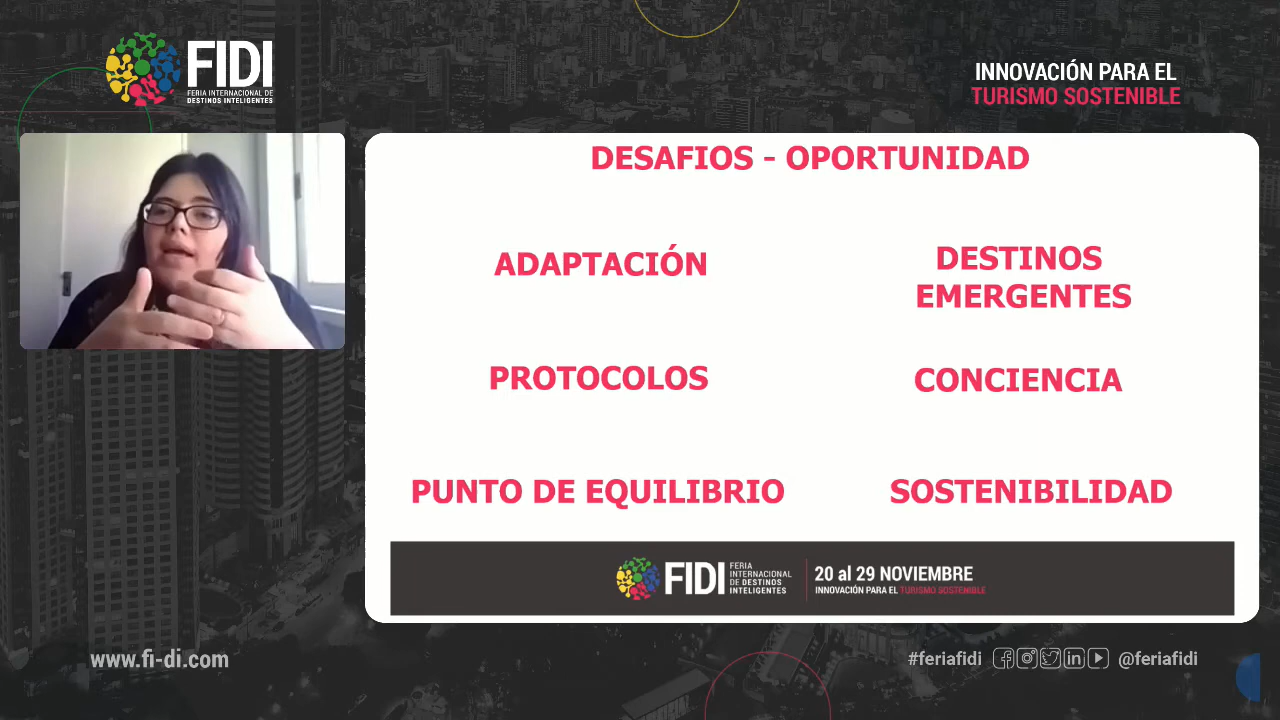 FIDI
FERIA INTERNACIONAL DE
DESTINOS INTELIGENTES
INNOVACIÓN PARA EL
TURISMO SOSTENIBLE
DESAFIOS - OPORTUNIDAD
ADAPTACIÓN
DESTINOS
EMERGENTES
PROTOCOLOS
CONCIENCIA
PUNTO DE EQUILIBRIO
SOSTENIBILIDAD
FIDI
FERIA
INTERNACIONAL
DE DESTINOS
INTELIGENTES
20 al 29 NOVIEMBRE
INNOVACIÓN PARA EL TURISMO SOSTENIBLE
www.fi-di.com
#feriafidi
@feriafidi